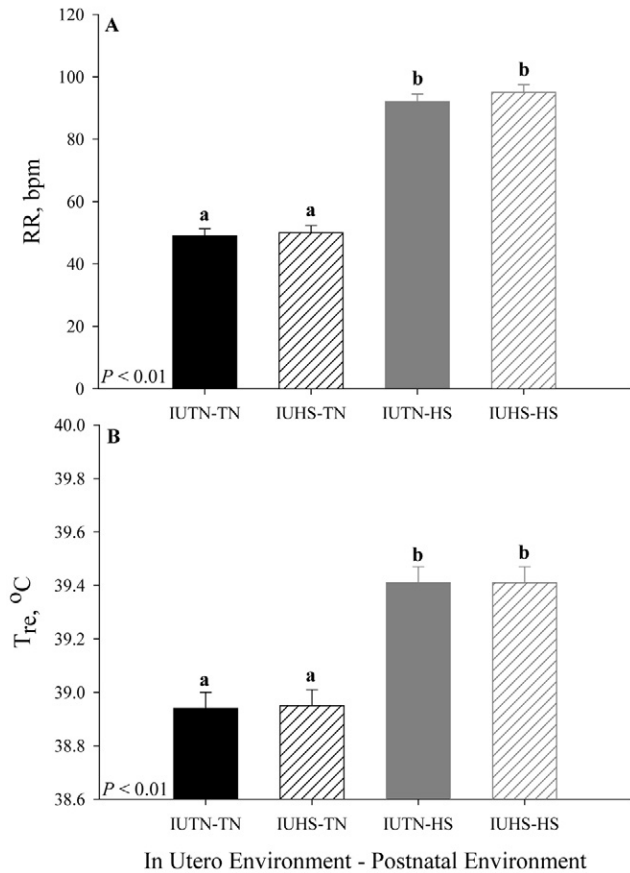 120
A
b
b
100
80
RR, bpm
60
a
a
40
20
P < 0.01
0
IUTN-TN IUHS-TN IUTN-HS IUHS-HS
40.0
B
39.8
39.6
b b
39.4
Tre, oC
39.2
a a
39.0
38.8
P < 0.01
38.6
IUTN-TN IUHS-TN IUTN-HS IUHS-HS
In Utero Environment - Postnatal Environment